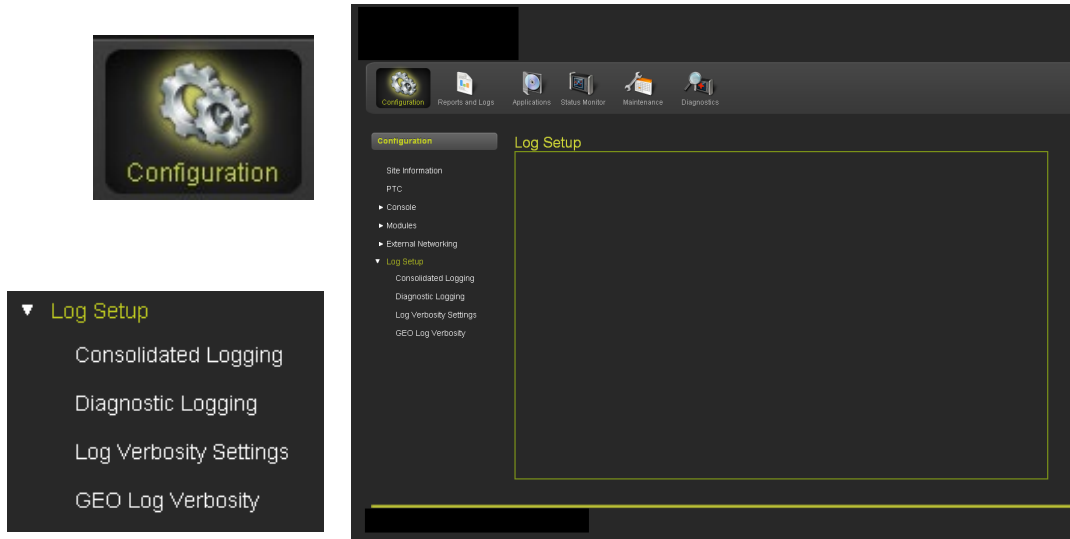 Configuration
Log Setup
Consolidated Logging
Diagnostic Logging
Log Verbosity Settings
GEO Log Verbosity
Configuration
Reports and Logs
Applications
Status Monitor
Maintenance
Diagnostics
Configuration
Site Information
PTC
Console
Modules
External Networking
Log Setup
Consolidated Logging
Diagnostic Logging
Log Verbosity Settings
GEO Log Verbosity
Log Setup